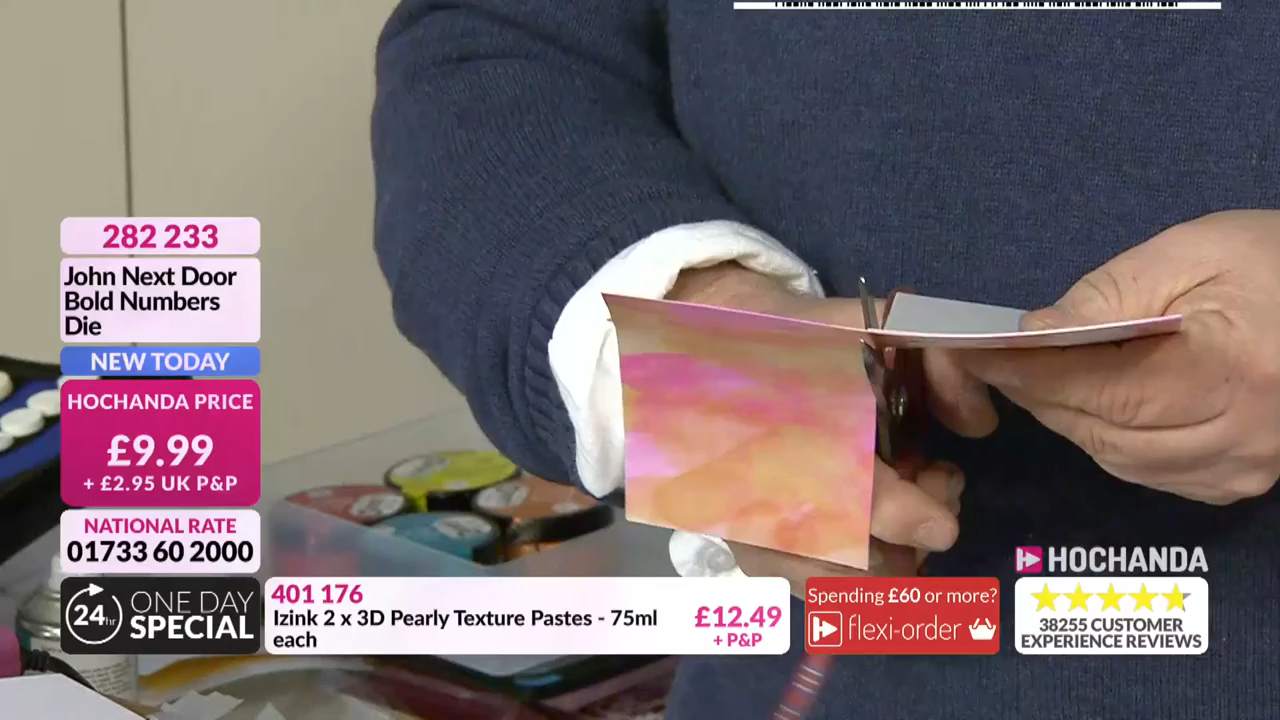 282 233
John Next Door
Bold Numbers
Die
NEW TODAY
HOCHANDA PRICE
£9.99
+ £2.95 UK P&P
NATIONAL RATE
01733 60 2000
24hr
ONE DAY
SPECIAL
401 176
Izink 2 x 3D Pearly Texture Pastes - 75ml
each
£12.49
+ P&P
Spending £60 or more?
flexi-order
HOCHANDA
38255 CUSTOMER
EXPERIENCE REVIEWS